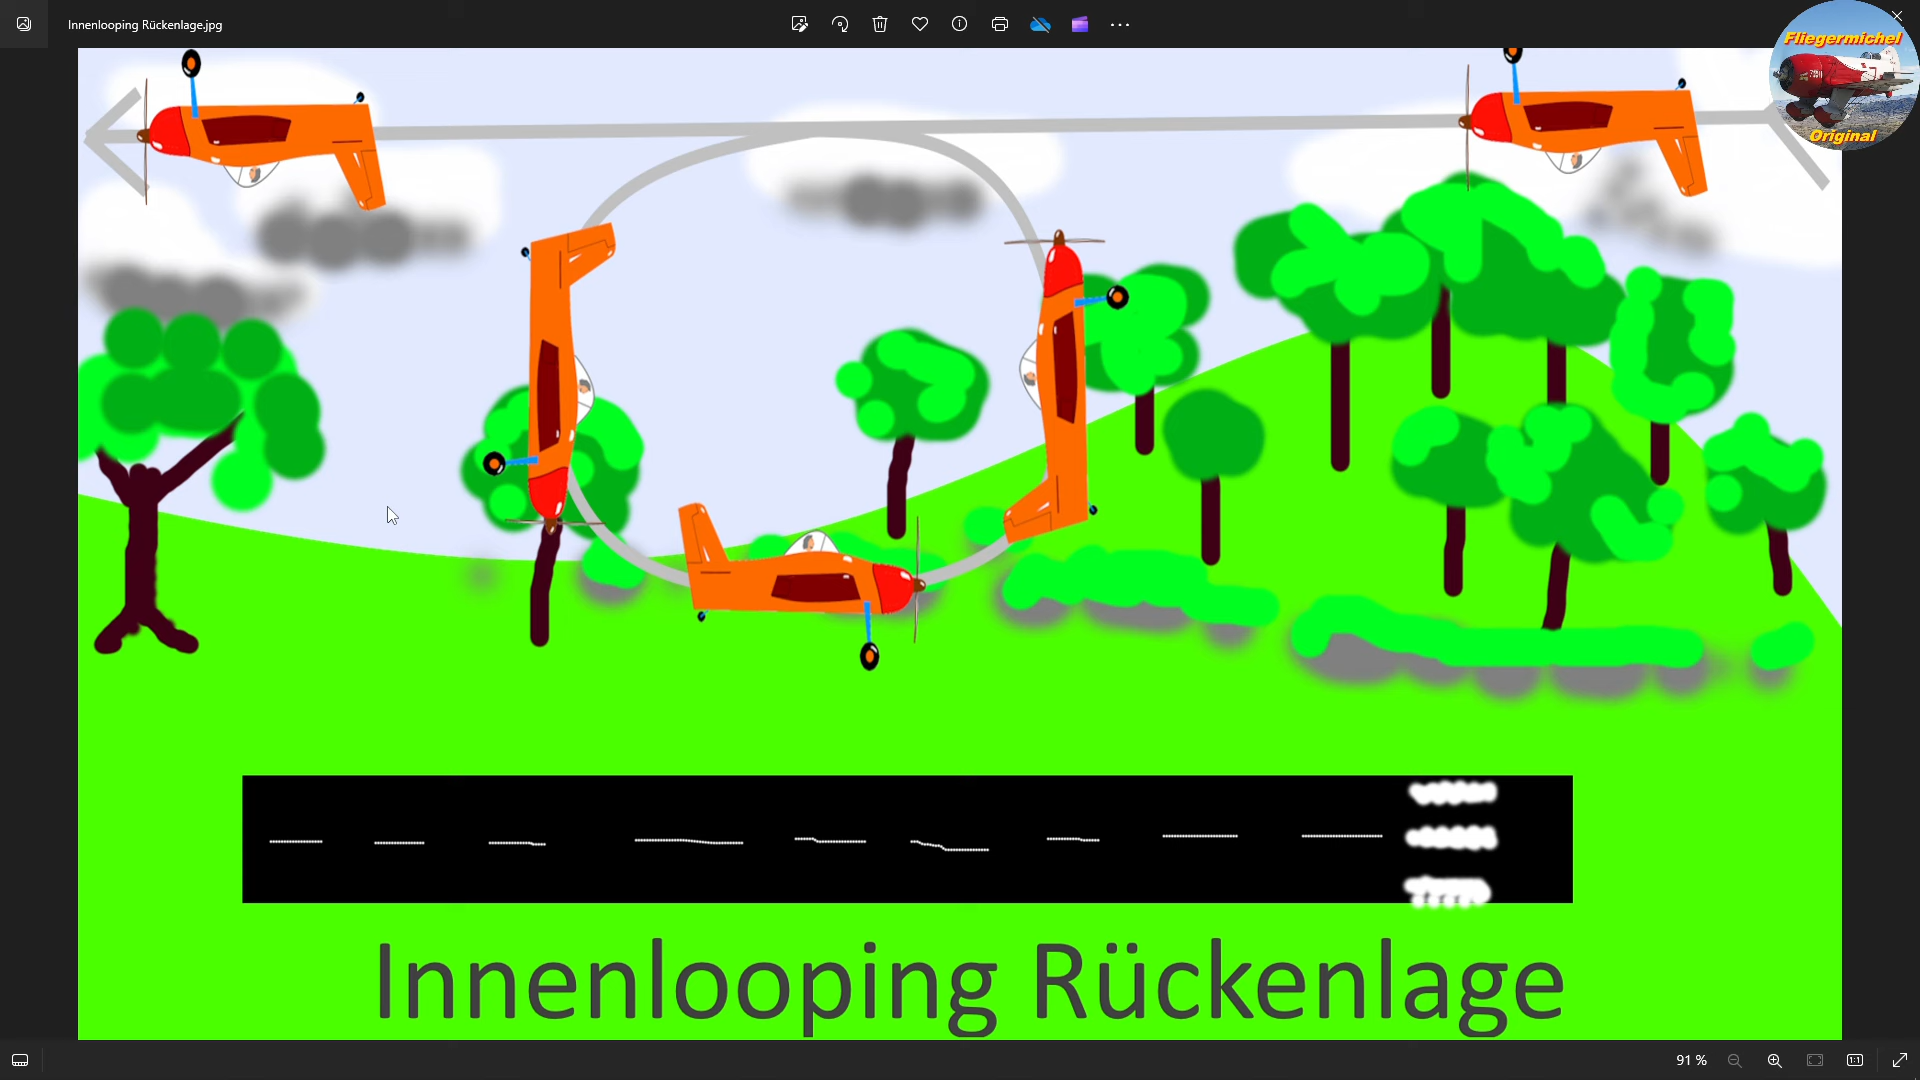 Innenlooping Rückenlage.jpg
Fliegermichel
Original
Innenlooping Rückenlage
91 %